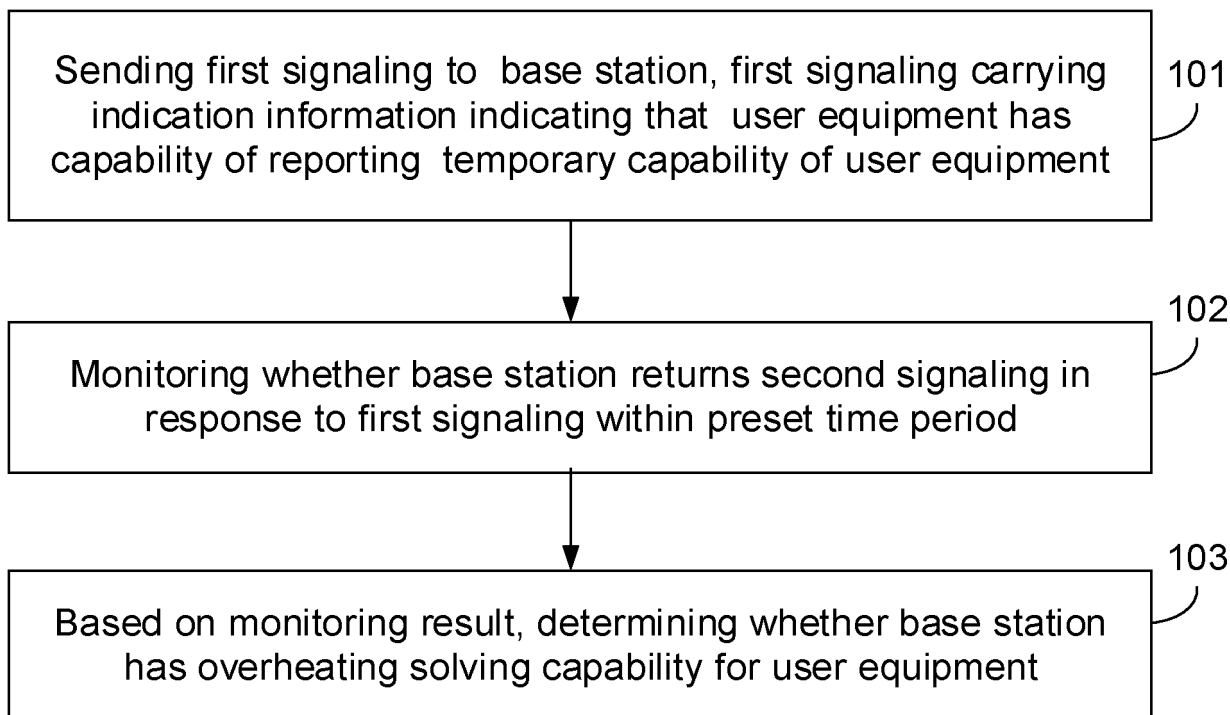 Sending first signaling to base station, first signaling carrying
indication information indicating that user equipment has
capability of reporting temporary capability of user equipment
101
Monitoring whether base station returns second signaling in
response to first signaling within preset time period
102
Based on monitoring result, determining whether base station
has overheating solving capability for user equipment
103